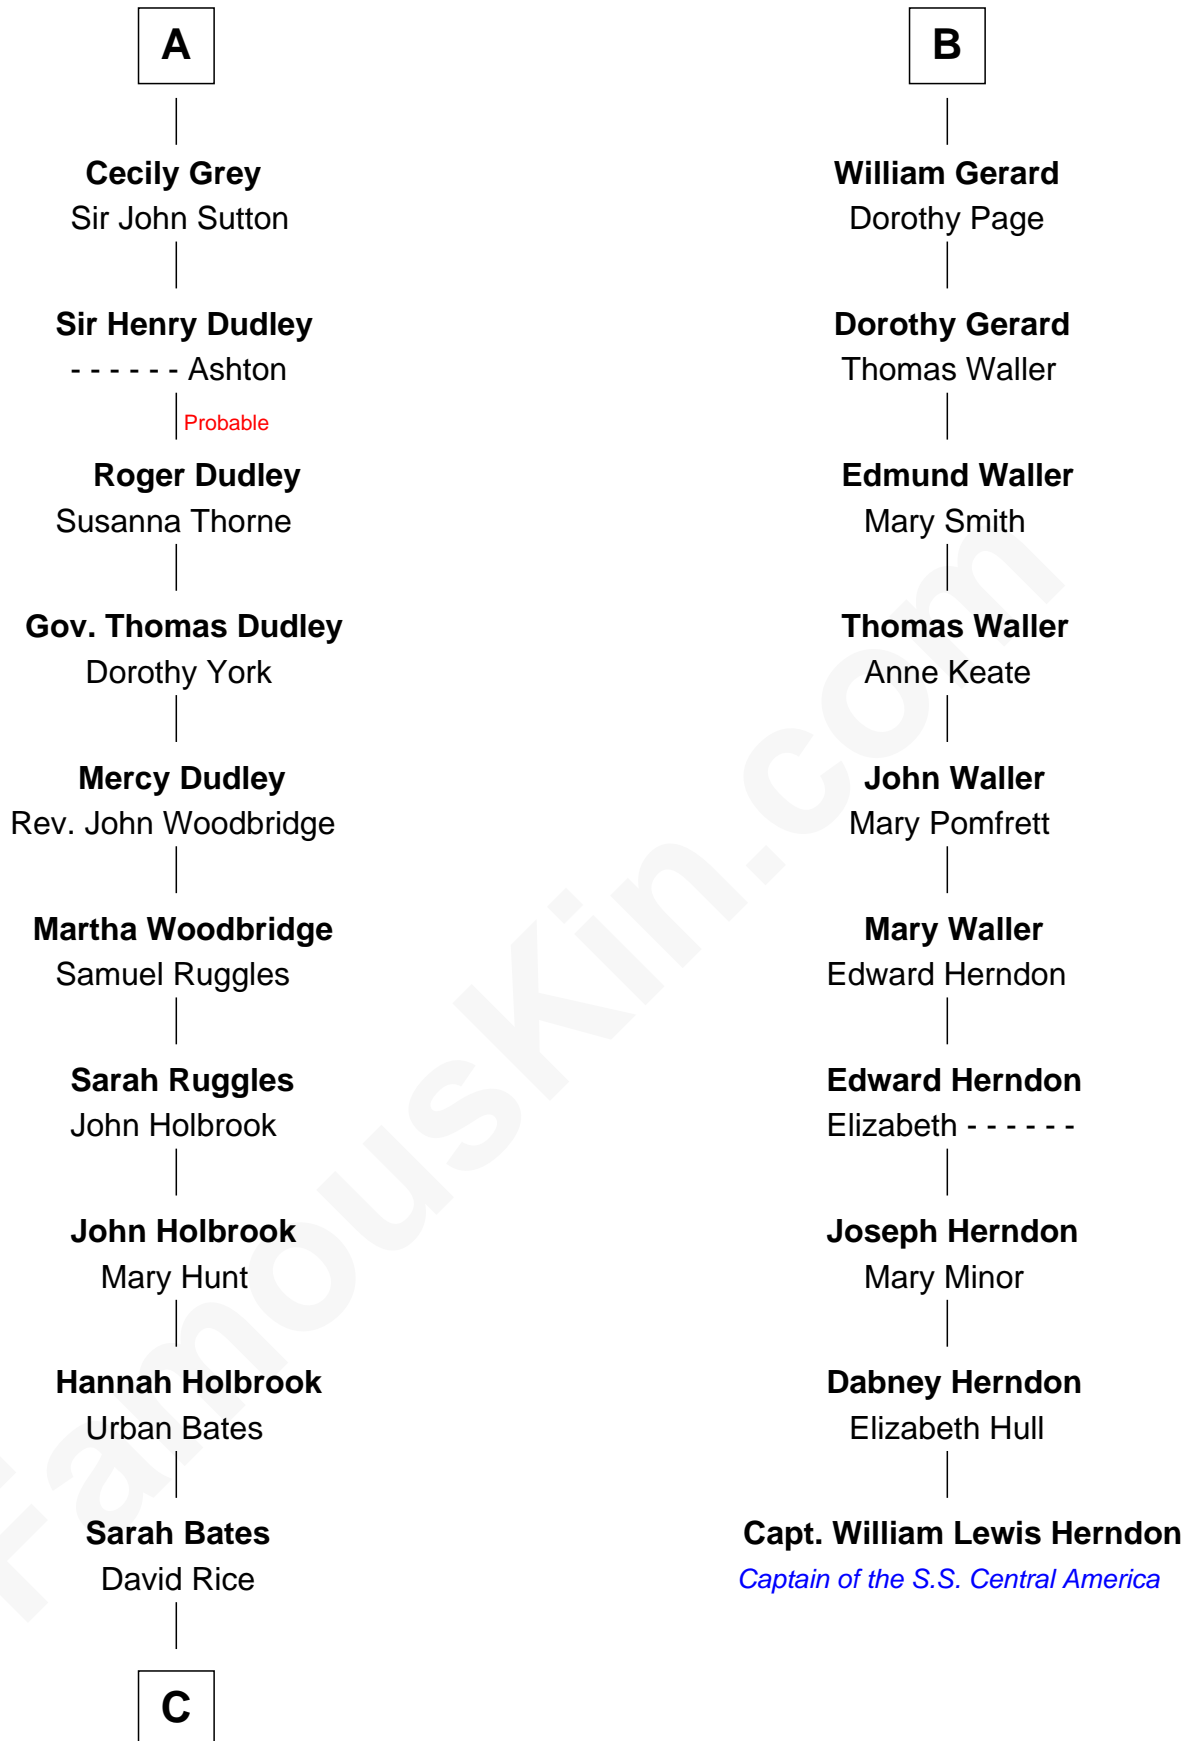 A
Cecily Grey
Sir John Sutton
Sir Henry Dudley
- - - - - - Ashton
Probable
Roger Dudley
Susanna Thorne
Gov. Thomas Dudley
Dorothy York
Mercy Dudley
Rev. John Woodbridge
Martha Woodbridge
Samuel Ruggles
Sarah Ruggles
John Holbrook
John Holbrook
Mary Hunt
Hannah Holbrook
Urban Bates
Sarah Bates
David Rice
C
B
William Gerard
Dorothy Page
Dorothy Gerard
Thomas Waller
Edmund Waller
Mary Smith
Thomas Waller
Anne Keate
John Waller
Mary Pomfrett
Mary Waller
Edward Herndon
Edward Herndon
Elizabeth - - - - - -
Joseph Herndon
Mary Minor
Dabney Herndon
Elizabeth Hull
Capt. William Lewis Herndon
Captain of the S.S. Central America
FamousKin.com